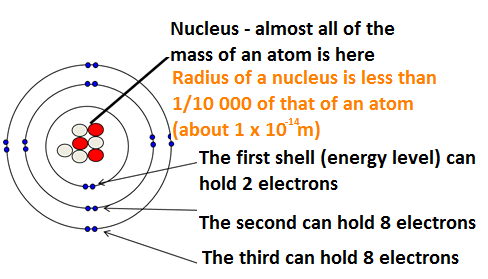 Nucleus - almost all of the
mass of an atom is here
Radius of a nucleus is less than
1/10 000 of that of an atom
(about 1 x 10⁻¹⁴m)
The first shell (energy level) can
hold 2 electrons
The second can hold 8 electrons
The third can hold 8 electrons